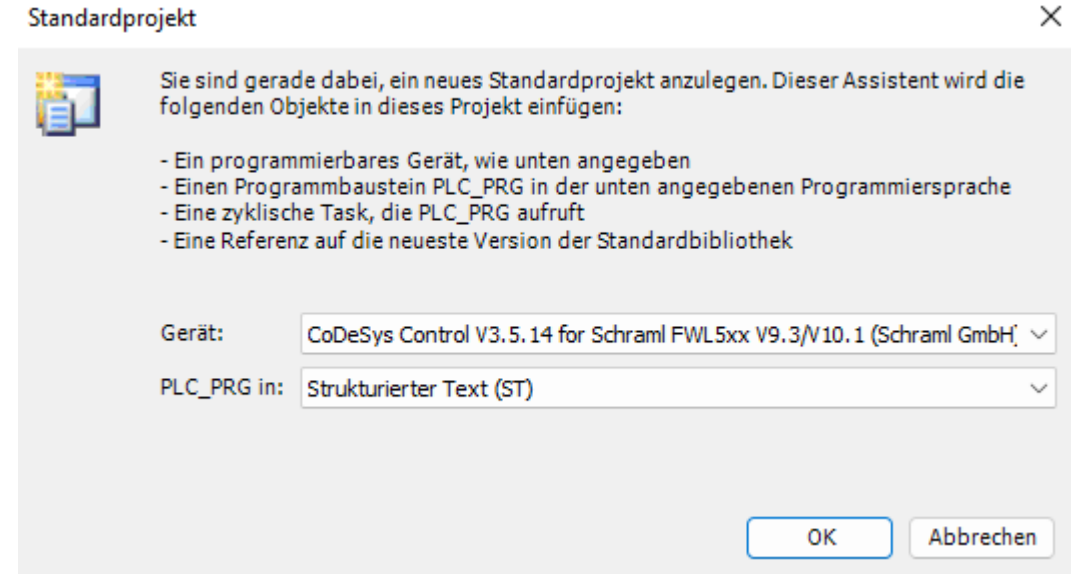 Standardprojekt
Sie sind gerade dabei, ein neues Standardprojekt anzulegen. Dieser Assistent wird die
folgenden Objekte in dieses Projekt einfügen:
- Ein programmierbares Gerät, wie unten angegeben
- Einen Programmbaustein PLC_PRG in der unten angegebenen Programmiersprache
- Eine zyklische Task, die PLC_PRG aufruft
- Eine Referenz auf die neueste Version der Standardbibliothek
Gerät: CoDeSys Control V3.5.14 for Schraml FWL5xx V9.3/V10.1 (Schraml GmbH)
PLC_PRG in: Strukturierter Text (ST)
OK Abbrechen